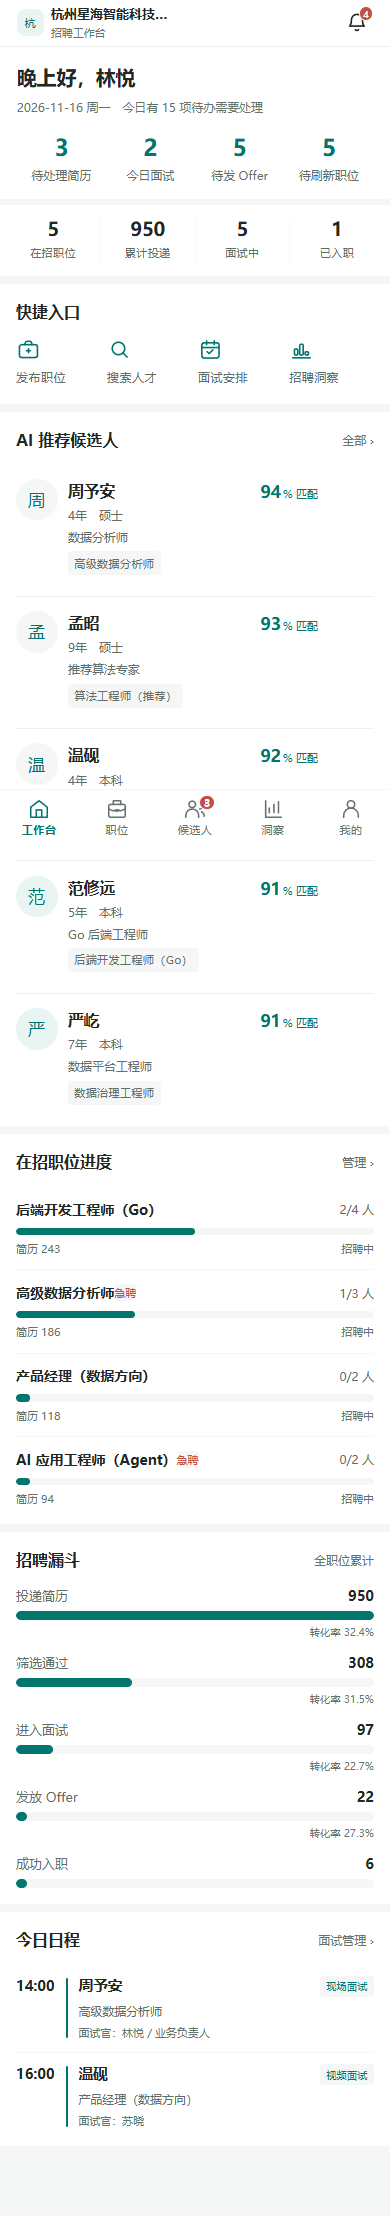 杭
杭州星海智能科技...
招聘工作台
4
晚上好，林悦
2026-11-16 周一 今日有 15 项待办需要处理
3 2 5 5
待处理简历 今日面试 待发 Offer 待刷新职位
5 950 5 1
在招职位 累计投递 面试中 已入职
快捷入口
发布职位 搜索人才 面试安排 招聘洞察
AI 推荐候选人 全部 ›
周
周予安 94% 匹配
4年 硕士
数据分析师
高级数据分析师
孟
孟昭 93% 匹配
9年 硕士
推荐算法专家
算法工程师（推荐）
温
温砚 92% 匹配
4年 本科
3
工作台 职位 候选人 洞察 我的
范
范修远 91% 匹配
5年 本科
Go 后端工程师
后端开发工程师（Go）
严
严屹 91% 匹配
7年 本科
数据平台工程师
数据治理工程师
在招职位进度 管理 ›
后端开发工程师（Go） 2/4 人
简历 243 招聘中
高级数据分析师 急聘 1/3 人
简历 186 招聘中
产品经理（数据方向） 0/2 人
简历 118 招聘中
AI 应用工程师（Agent） 急聘 0/2 人
简历 94 招聘中
招聘漏斗 全职位累计
投递简历 950
转化率 32.4%
筛选通过 308
转化率 31.5%
进入面试 97
转化率 22.7%
发放 Offer 22
转化率 27.3%
成功入职 6
今日日程 面试管理 ›
14:00 周予安 现场面试
高级数据分析师
面试官：林悦 / 业务负责人
16:00 温砚 视频面试
产品经理（数据方向）
面试官：苏晓